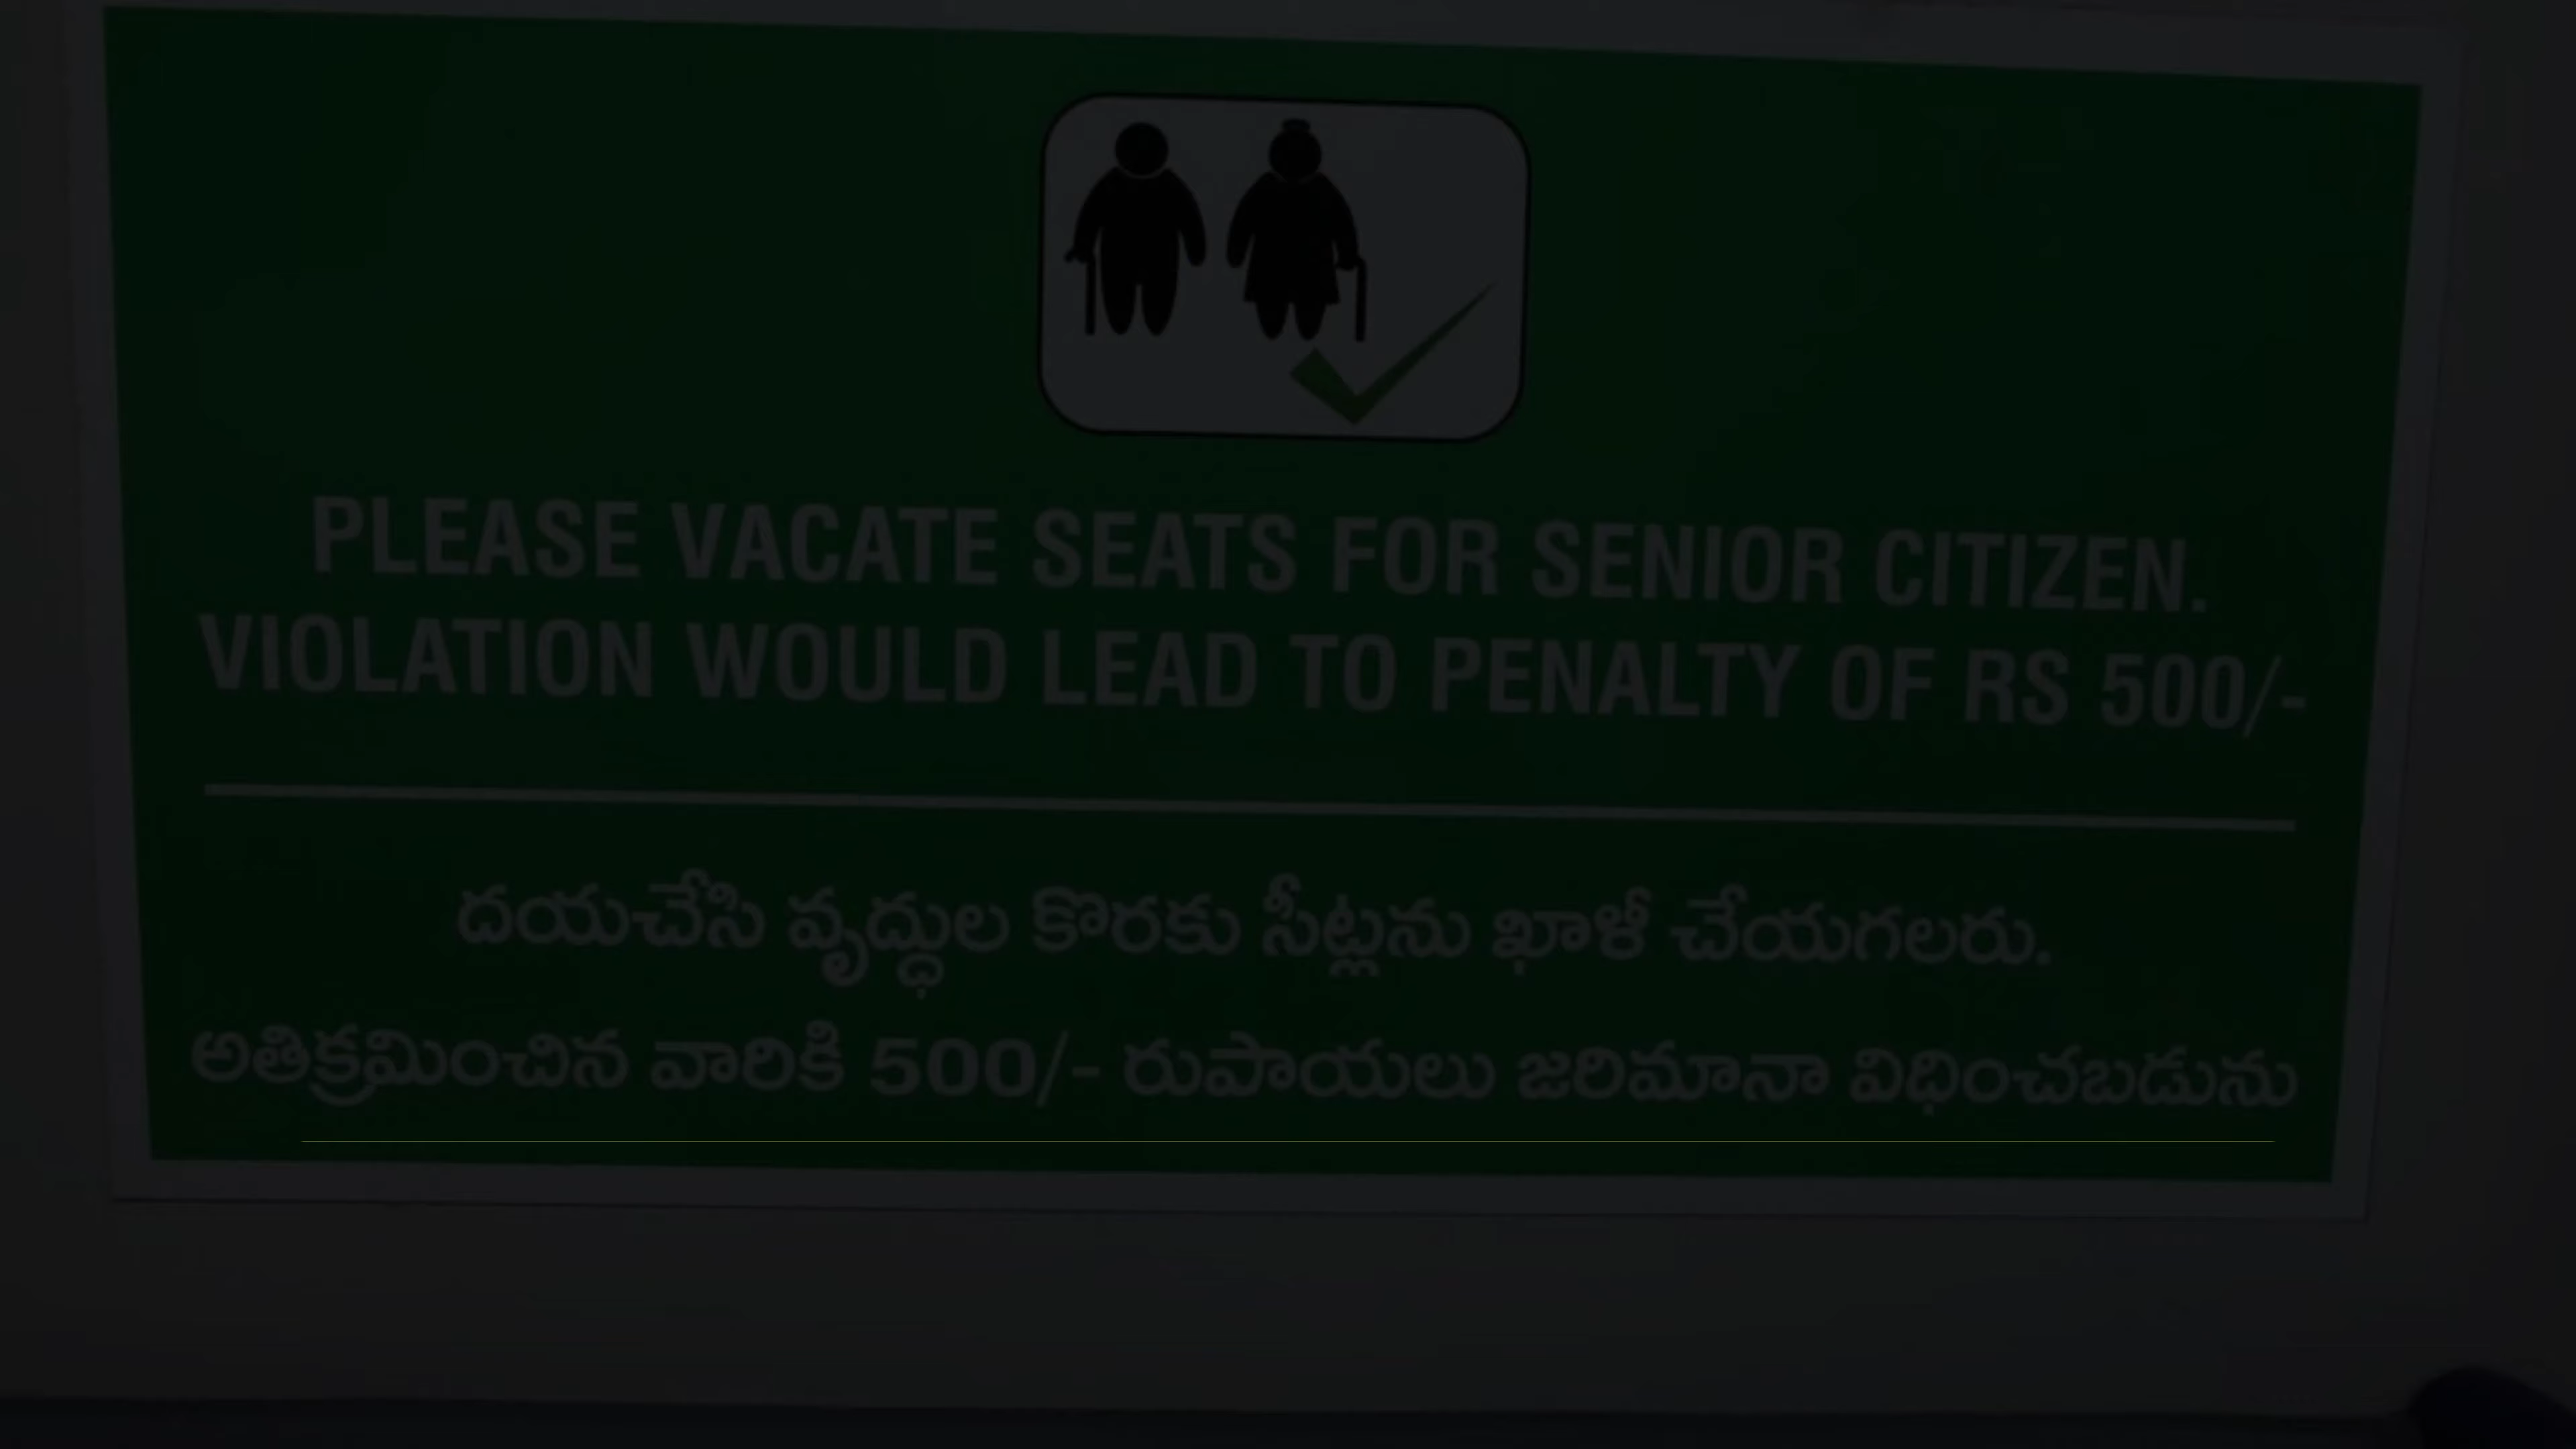 PLEASE VACATE SEATS FOR SENIOR CITIZEN.
VIOLATION WOULD LEAD TO PENALTY OF RS 500/-
దయచేసి వృద్ధుల కొరకు సీట్లను ఖాళీ చేయగలరు.
అతిక్రమించిన వారికి 500/- రుపాయలు జరిమానా విధించబడును